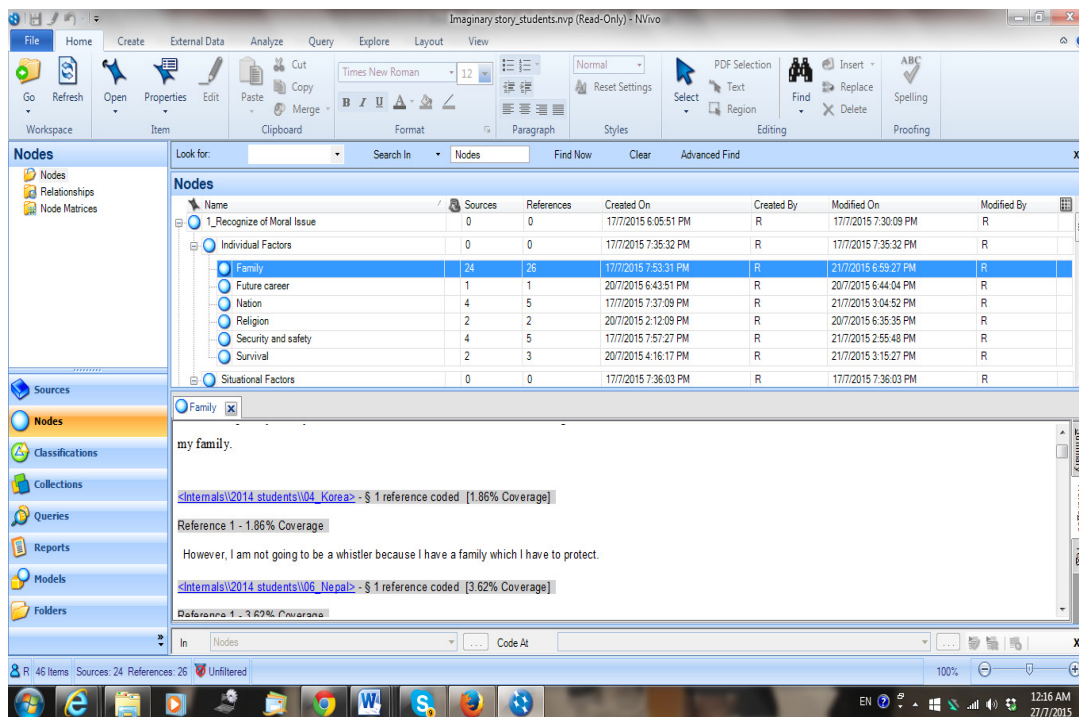 Imaginary story_students.nvp (Read-Only) - NVivo
File Home Create External Data Analyze Query Explore Layout View
Go Refresh Open Properties Edit Paste Cut Copy Merge
Times New Roman 12 Normal Reset Settings
B I U A
Select PDF Selection Text Region Find Insert Replace Delete ABC Spelling
Workspace Item Clipboard Format Paragraph Styles Editing Proofing
Nodes
Nodes
Relationships
Node Matrices
Sources
Nodes
Classifications
Collections
Queries
Reports
Models
Folders
Look for: Search In Nodes Find Now Clear Advanced Find x
Nodes
Name Sources References Created On Created By Modified On Modified By
1_Recognize of Moral Issue 0 0 17/7/2015 6:05:51 PM R 17/7/2015 7:30:09 PM R
Individual Factors 0 0 17/7/2015 7:35:32 PM R 17/7/2015 7:35:32 PM R
Family 24 26 17/7/2015 7:53:31 PM R 21/7/2015 6:59:27 PM R
Future career 1 1 20/7/2015 6:43:51 PM R 20/7/2015 6:44:04 PM R
Nation 4 5 17/7/2015 7:37:09 PM R 21/7/2015 3:04:52 PM R
Religion 2 2 20/7/2015 2:12:09 PM R 20/7/2015 6:35:35 PM R
Security and safety 4 5 17/7/2015 7:57:27 PM R 21/7/2015 2:55:48 PM R
Survival 2 3 20/7/2015 4:16:17 PM R 21/7/2015 3:15:27 PM R
Situational Factors 0 0 17/7/2015 7:36:03 PM R 17/7/2015 7:36:03 PM R
Family
my family.
<Internals\\2014 students\\04_Korea> - § 1 reference coded [1.86% Coverage]
Reference 1 - 1.86% Coverage
However, I am not going to be a whistler because I have a family which I have to protect.
<Internals\\2014 students\\06_Nepal> - § 1 reference coded [3.62% Coverage]
Reference 1 - 3.62% Coverage
In Nodes ... Code At ... x
R 46 Items Sources: 24 References: 26 Unfiltered 100%
EN 12:16 AM
27/7/2015